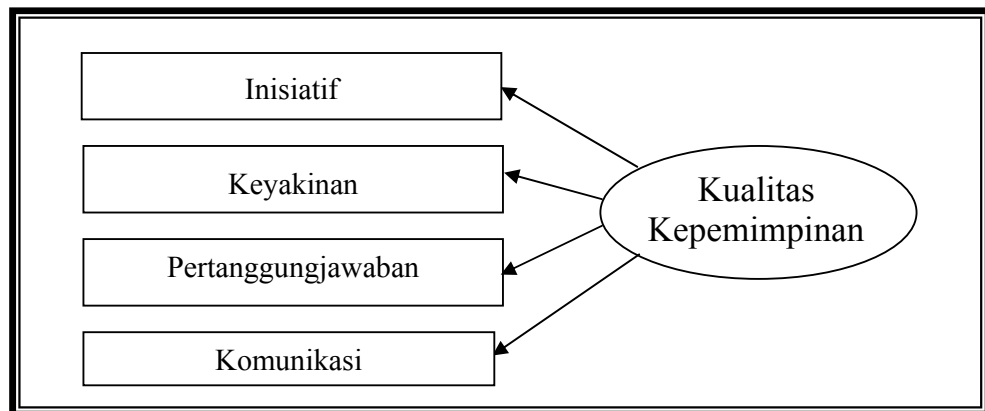 Inisiatif
Keyakinan
Pertanggungjawaban
Komunikasi
Kualitas
Kepemimpinan